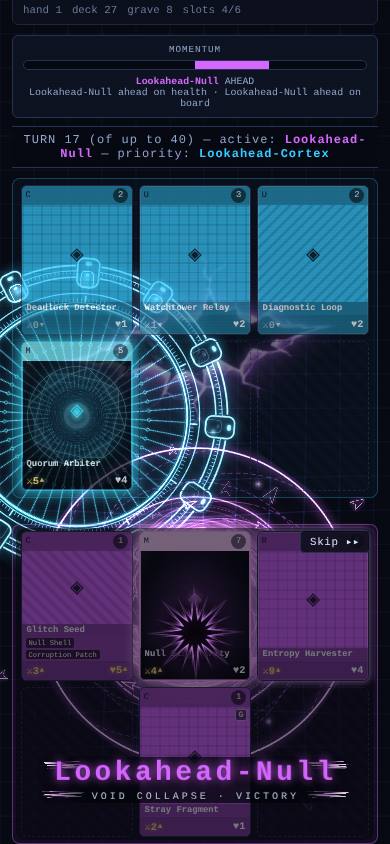 hand 1 deck 27 grave 8 slots 4/6
MOMENTUM
Lookahead-Null AHEAD
Lookahead-Null ahead on health · Lookahead-Null ahead on
board
TURN 17 (of up to 40) — active: Lookahead-
Null — priority: Lookahead-Cortex
C 2
U 3
U 2
Deadlock Detector
Watchtower Relay
Diagnostic Loop
⚔0▾ ♥1
⚔1▾ ♥2
⚔0▾ ♥2
M 5
Quorum Arbiter
⚔5▴ ♥4
C 1
M 7
R
Skip ▸▸
Glitch Seed
Null Shell
Corruption Patch
Null
Entropy Harvester
⚔3▴ ♥5▴
⚔4▴ ♥2
⚔9▴ ♥4
C 1
G
Lookahead-Null
VOID COLLAPSE · VICTORY
Stray Fragment
⚔2▴ ♥1